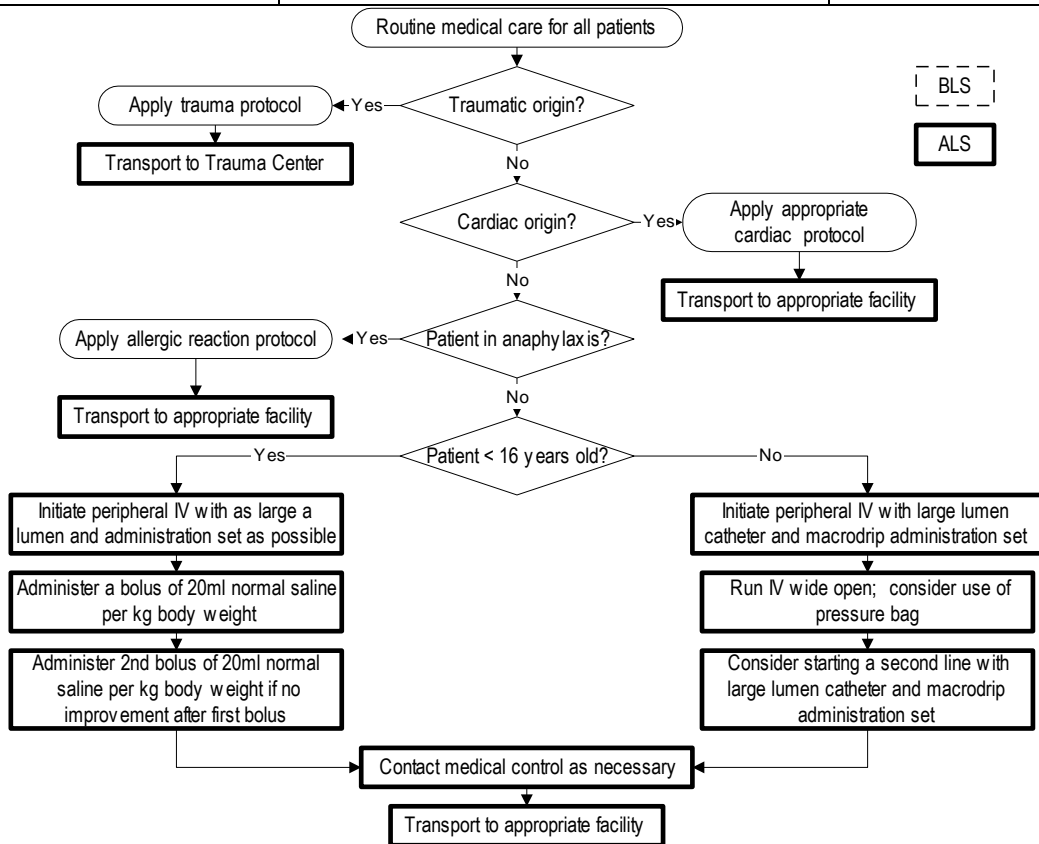 Routine medical care for all patients
BLS
ALS
Traumatic origin?
Yes
Apply trauma protocol
Transport to Trauma Center
No
Cardiac origin?
Yes
Apply appropriate
cardiac protocol
Transport to appropriate facility
No
Patient in anaphylaxis?
Yes
Apply allergic reaction protocol
Transport to appropriate facility
No
Patient < 16 years old?
Yes
No
Initiate peripheral IV with as large a
lumen and administration set as possible
Administer a bolus of 20ml normal saline
per kg body weight
Administer 2nd bolus of 20ml normal
saline per kg body weight if no
improvement after first bolus
Initiate peripheral IV with large lumen
catheter and macrodrip administration set
Run IV wide open; consider use of
pressure bag
Consider starting a second line with
large lumen catheter and macrodrip
administration set
Contact medical control as necessary
Transport to appropriate facility